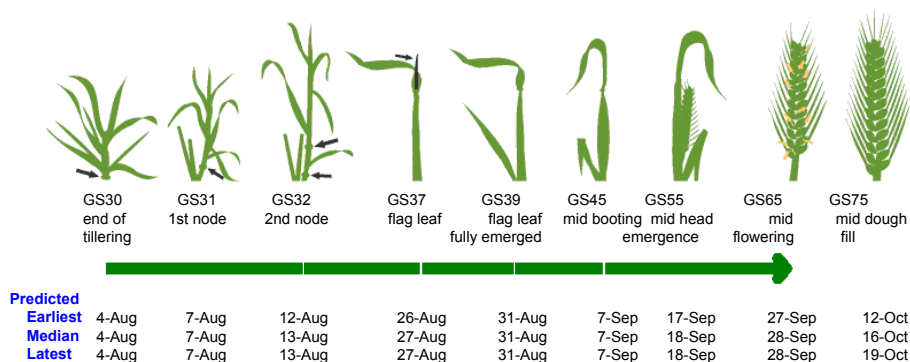 GS30 GS31 GS32 GS37 GS39 GS45 GS55 GS65 GS75
end of 1st node 2nd node flag leaf flag leaf mid booting mid head mid mid dough
tillering fully emerged emergence flowering fill
Predicted
Earliest 4-Aug 7-Aug 12-Aug 26-Aug 31-Aug 7-Sep 17-Sep 27-Sep 12-Oct
Median 4-Aug 7-Aug 13-Aug 27-Aug 31-Aug 7-Sep 18-Sep 28-Sep 16-Oct
Latest 4-Aug 7-Aug 13-Aug 27-Aug 31-Aug 7-Sep 18-Sep 28-Sep 19-Oct